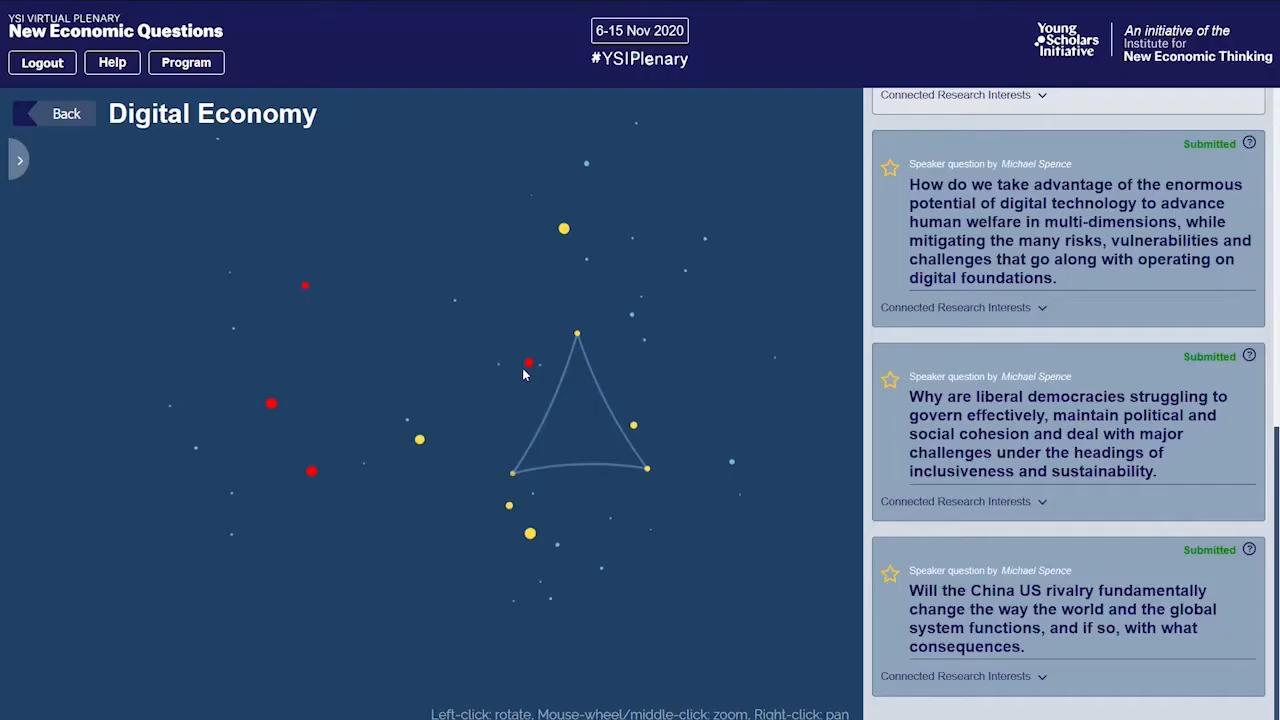 YSI VIRTUAL PLENARY
New Economic Questions
Logout
Help
Program
6-15 Nov 2020
#YSIPlenary
Young
Scholars
Initiative
An initiative of the
Institute for
New Economic Thinking
Back
Digital Economy
Connected Research Interests
Submitted
Speaker question by Michael Spence
How do we take advantage of the enormous
potential of digital technology to advance
human welfare in multi-dimensions, while
mitigating the many risks, vulnerabilities and
challenges that go along with operating on
digital foundations.
Connected Research Interests
Submitted
Speaker question by Michael Spence
Why are liberal democracies struggling to
govern effectively, maintain political and
social cohesion and deal with major
challenges under the headings of
inclusiveness and sustainability.
Connected Research Interests
Submitted
Speaker question by Michael Spence
Will the China US rivalry fundamentally
change the way the world and the global
system functions, and if so, with what
consequences.
Connected Research Interests
Left-click: rotate, Mouse-wheel/middle-click: zoom, Right-click: pan